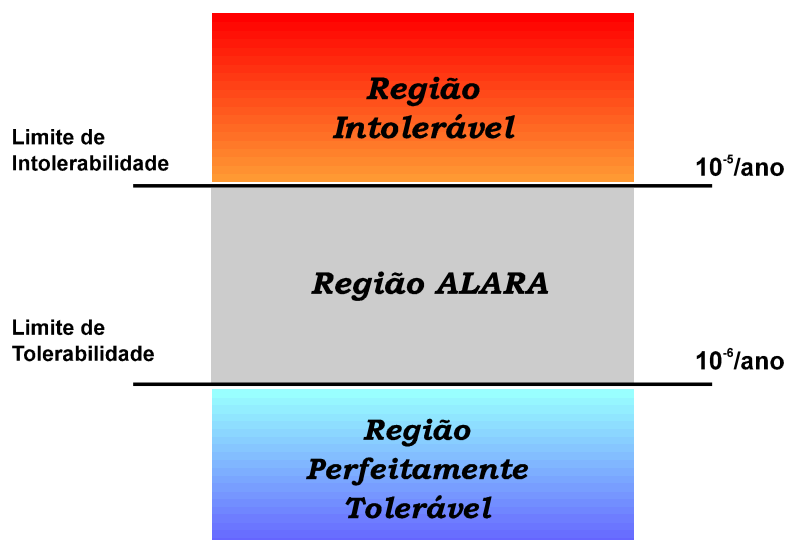 Região
Intolerável
Limite de
Intolerabilidade
10⁻⁵/ano
Região ALARA
Limite de
Tolerabilidade
10⁻⁶/ano
Região
Perfeitamente
Tolerável